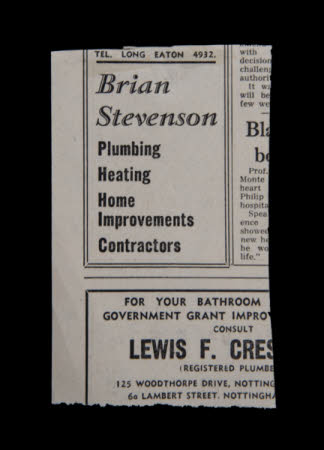 TEL. LONG EATON 4932.
Brian
Stevenson
Plumbing
Heating
Home
Improvements
Contractors
with
decision
challeng
authorit
It wa
will be
few we
Bla
be
Prof.
Monte
heart
Philip
hospita
Spea
ence
showed
new he
he wo
life."
FOR YOUR BATHROOM
GOVERNMENT GRANT IMPROV
CONSULT
LEWIS F. CRES
(REGISTERED PLUMBE
125 WOODTHORPE DRIVE, NOTTING
6a LAMBERT STREET, NOTTINGHA